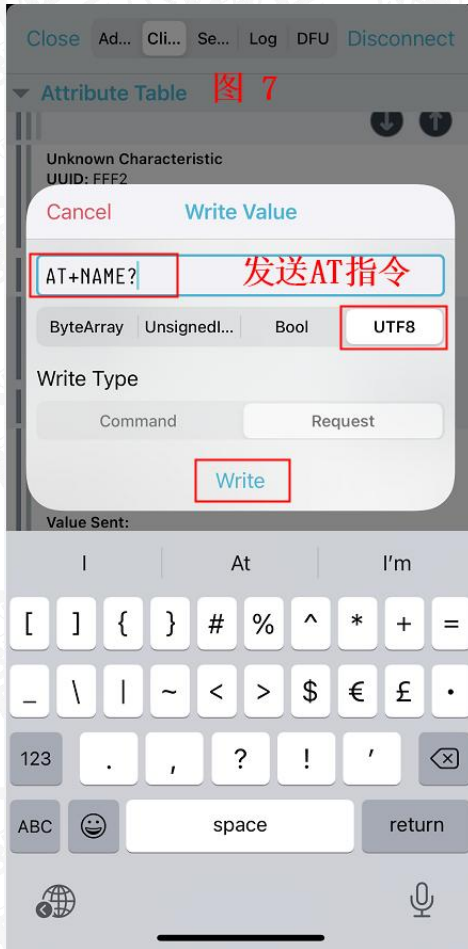 Close Ad... Cli... Se... Log DFU Disconnect
Attribute Table 图 7
Unknown Characteristic
UUID: FFF2
Cancel Write Value
AT+NAME? 发送AT指令
ByteArray UnsignedI... Bool UTF8
Write Type
Command Request
Write
Value Sent:
I At I'm
[ ] { } # % ^ * + =
_ \ | ~ < > $ € £ •
123 . , ? ! ′
ABC space return